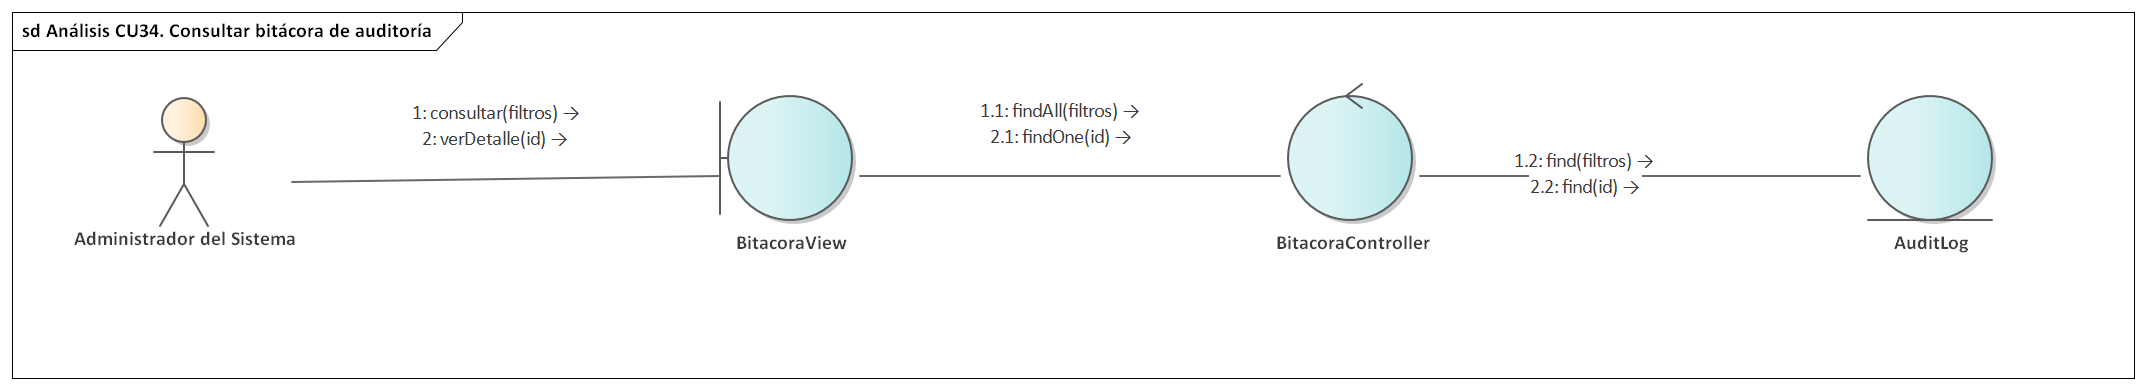 sd Análisis CU34. Consultar bitácora de auditoría
1: consultar(filtros) →
2: verDetalle(id) →
1.1: findAll(filtros) →
2.1: findOne(id) →
1.2: find(filtros) →
2.2: find(id) →
Administrador del Sistema
BitacoraView
BitacoraController
AuditLog